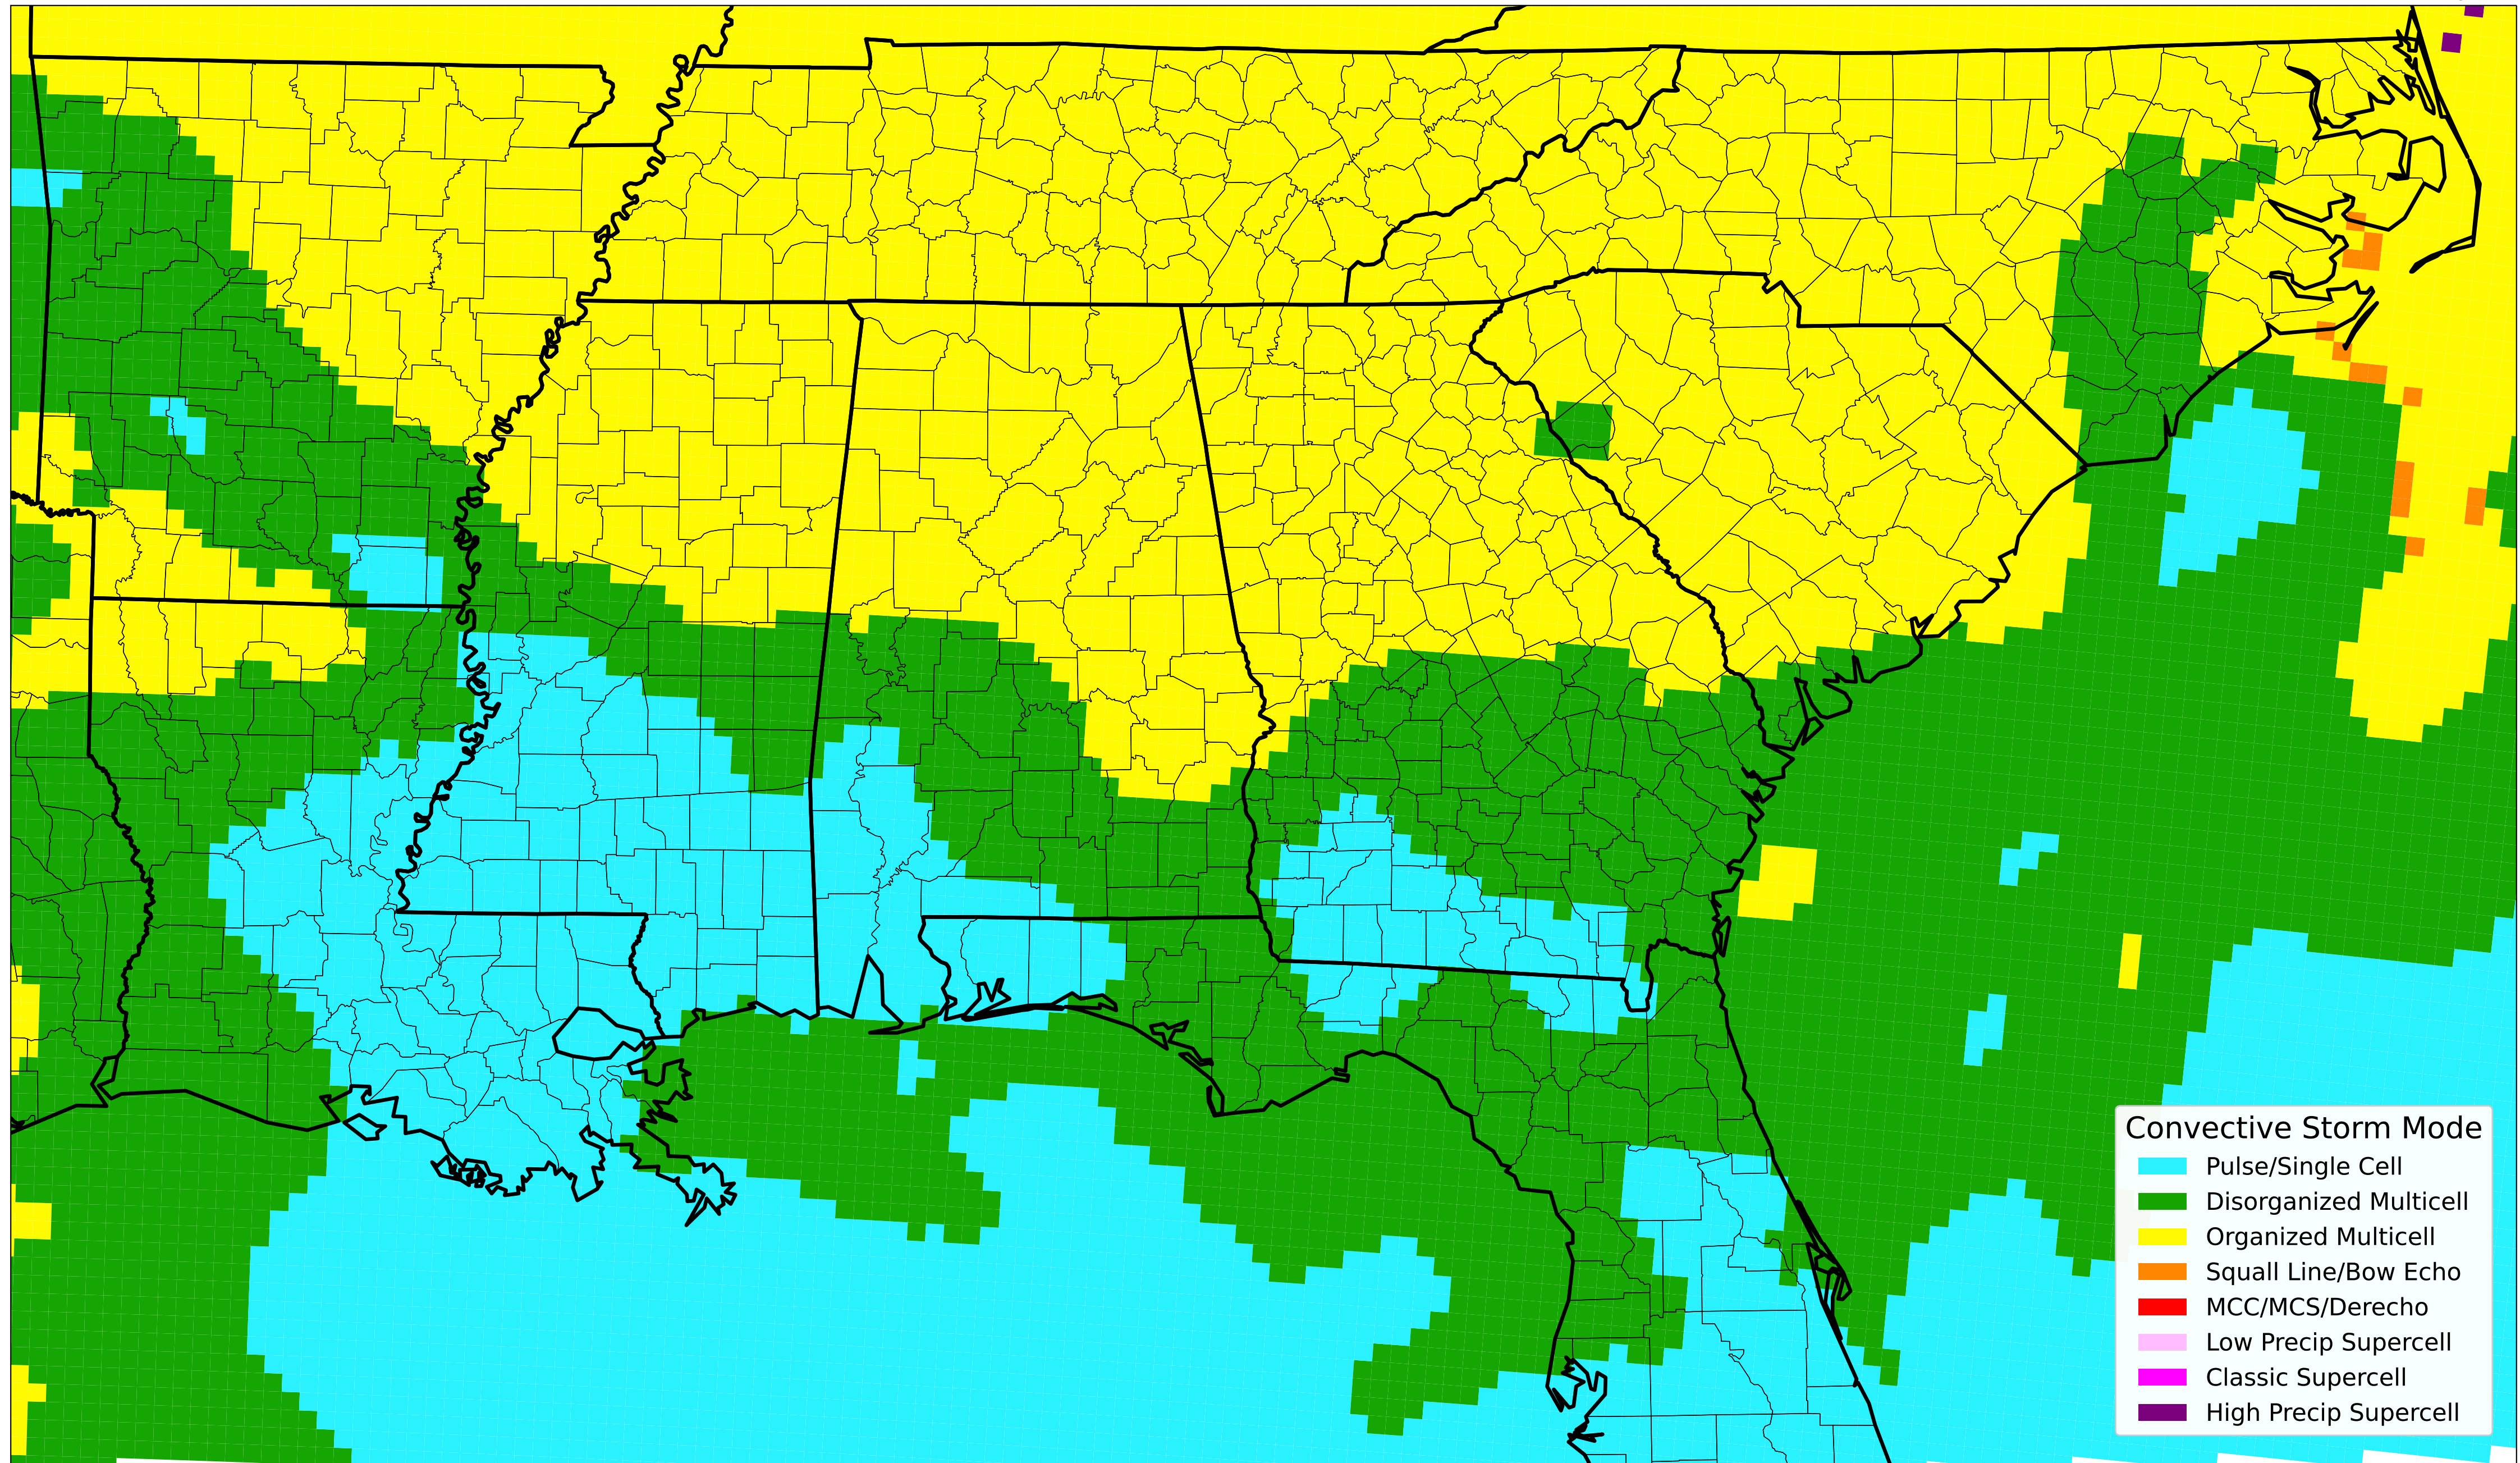 Convective Storm Mode
Pulse/Single Cell
Disorganized Multicell
Organized Multicell
Squall Line/Bow Echo
MCC/MCS/Derecho
Low Precip Supercell
Classic Supercell
High Precip Supercell